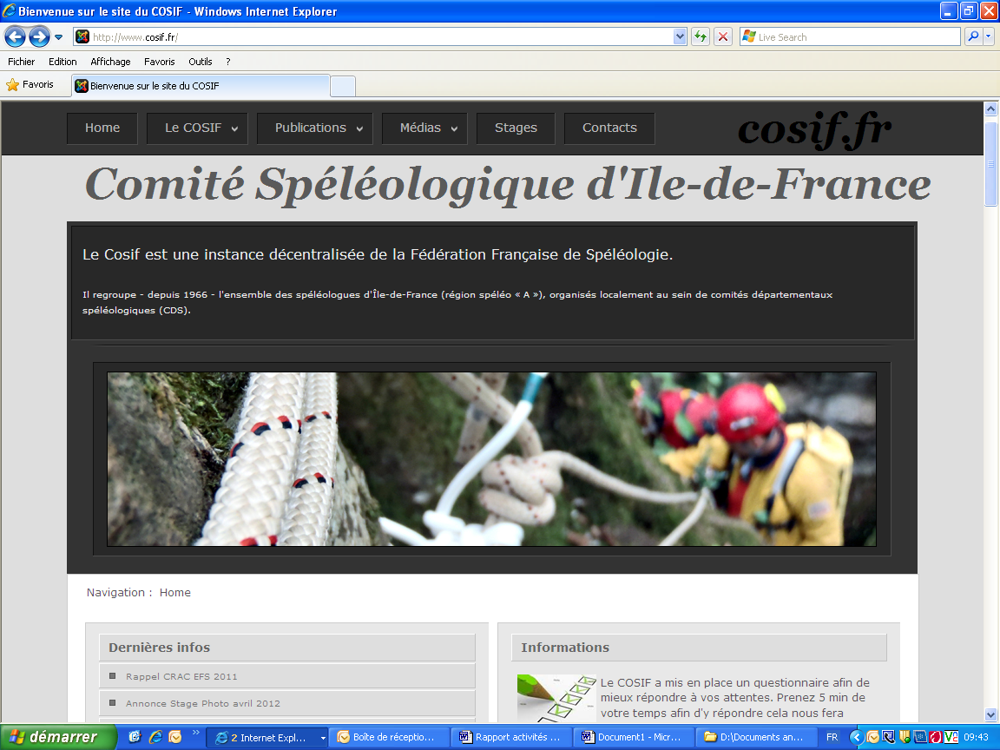 Bienvenue sur le site du COSIF - Windows Internet Explorer
http://www.cosif.fr/
Live Search
Fichier Edition Affichage Favoris Outils ?
Favoris Bienvenue sur le site du COSIF
Home Le COSIF Publications Médias Stages Contacts cosif.fr
Comité Spéléologique d'Ile-de-France
Le Cosif est une instance décentralisée de la Fédération Française de Spéléologie.
Il regroupe - depuis 1966 - l'ensemble des spéléologues d'Île-de-France (région spéléo « A »), organisés localement au sein de comités départementaux
spéléologiques (CDS).
Navigation : Home
Dernières infos
Rappel CRAC EFS 2011
Annonce Stage Photo avril 2012
Informations
Le COSIF a mis en place un questionnaire afin de
mieux répondre à vos attentes. Prenez 5 min de
votre temps afin d'y répondre cela nous fera
démarrer 2 Internet Expl... Boîte de réceptio... Rapport activités ... Document1 - Micr... D:\Documents an... FR 09:43